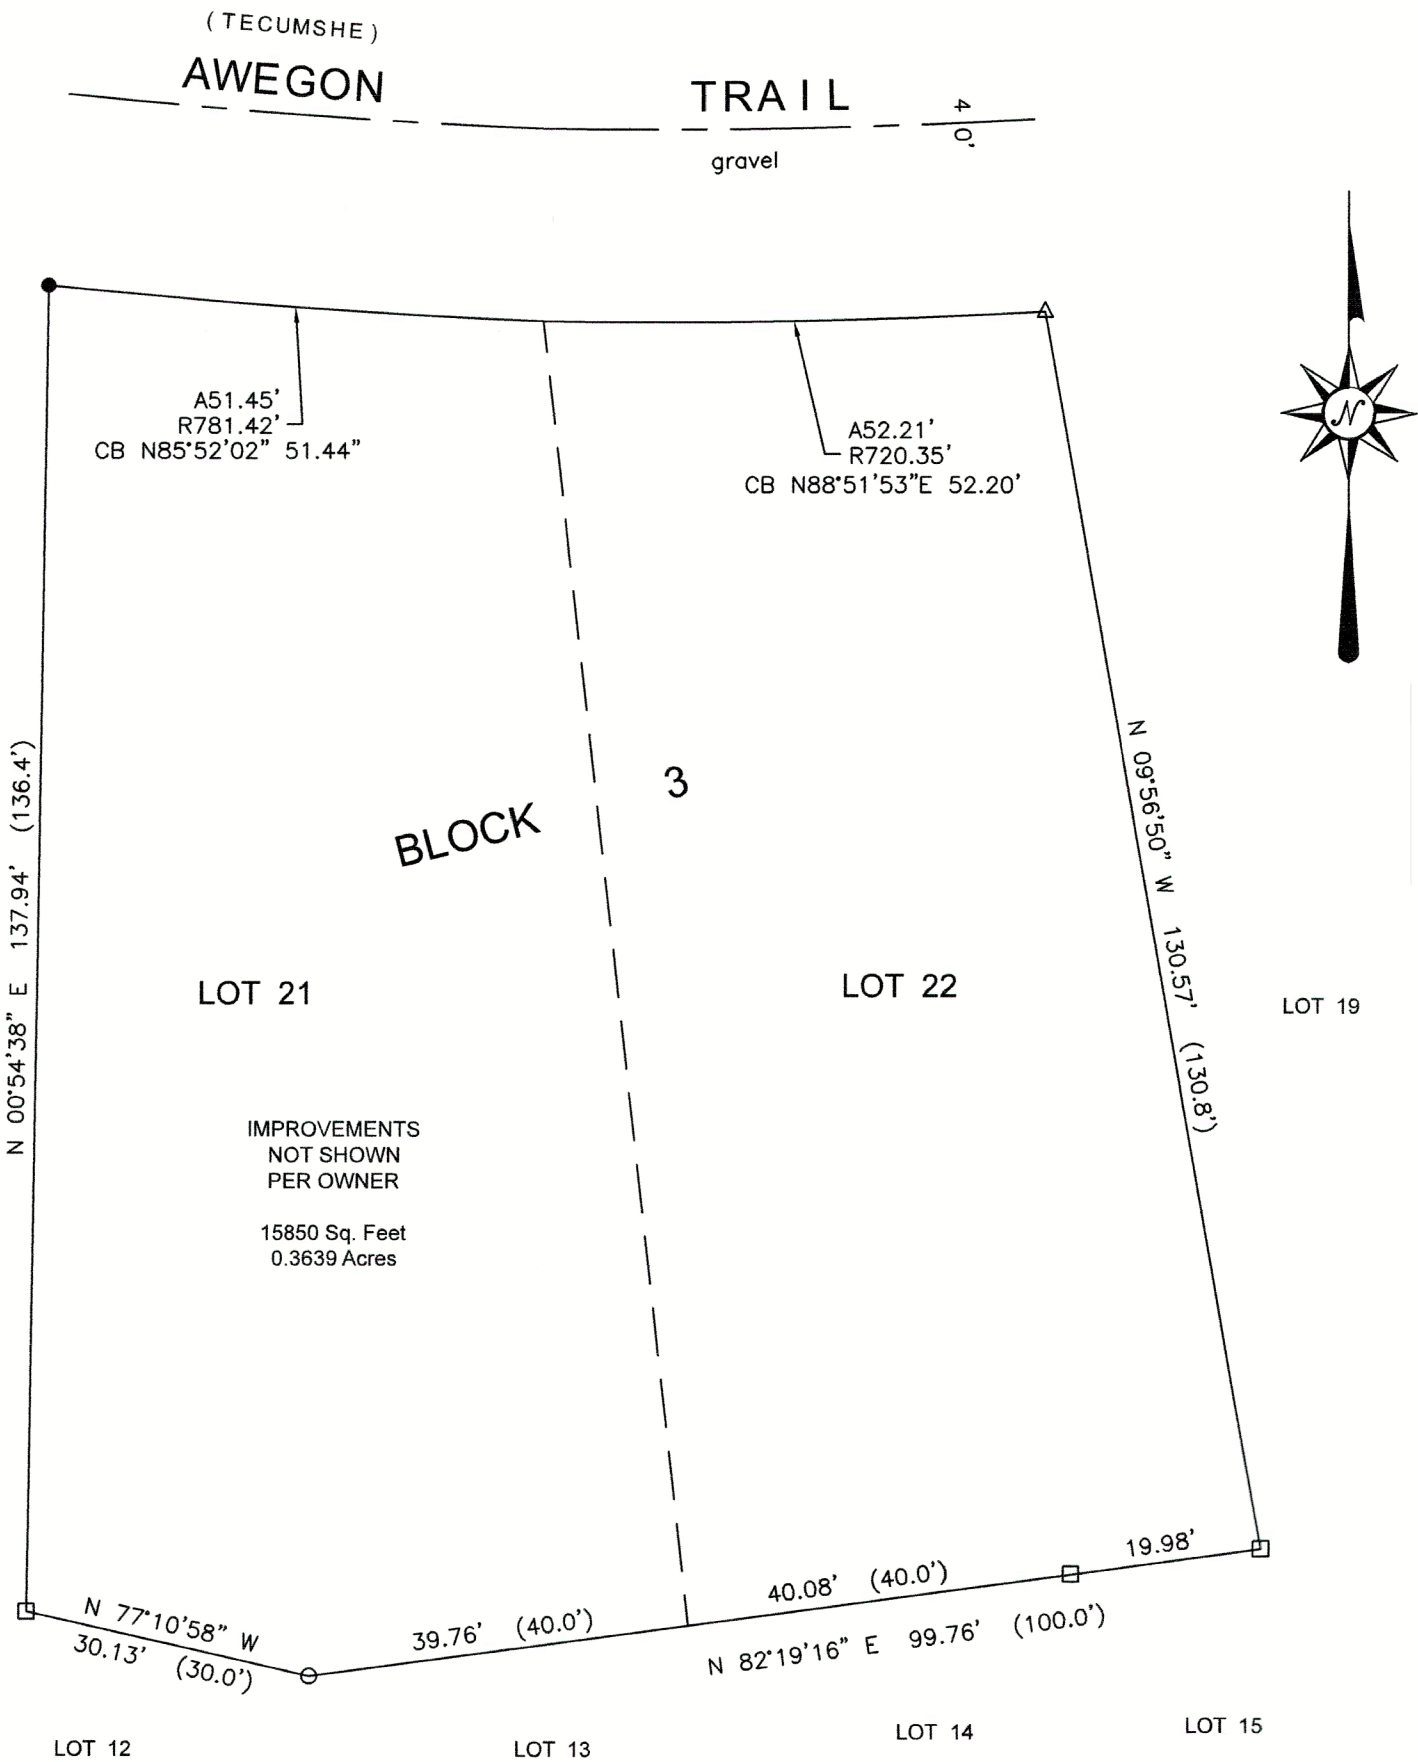 (TECUMSHE)
AWEGON TRAIL
40'
gravel
A51.45'
R781.42'
CB N85°52'02" 51.44"
A52.21'
R720.35'
CB N88°51'53"E 52.20'
N
N 00°54'38" E 137.94' (136.4')
N 09°56'50" W 130.57' (130.8')
BLOCK 3
LOT 21
LOT 22
LOT 19
IMPROVEMENTS
NOT SHOWN
PER OWNER
15850 Sq. Feet
0.3639 Acres
N 77°10'58" W
30.13' (30.0')
39.76' (40.0')
40.08' (40.0')
19.98'
N 82°19'16" E 99.76' (100.0')
LOT 12
LOT 13
LOT 14
LOT 15